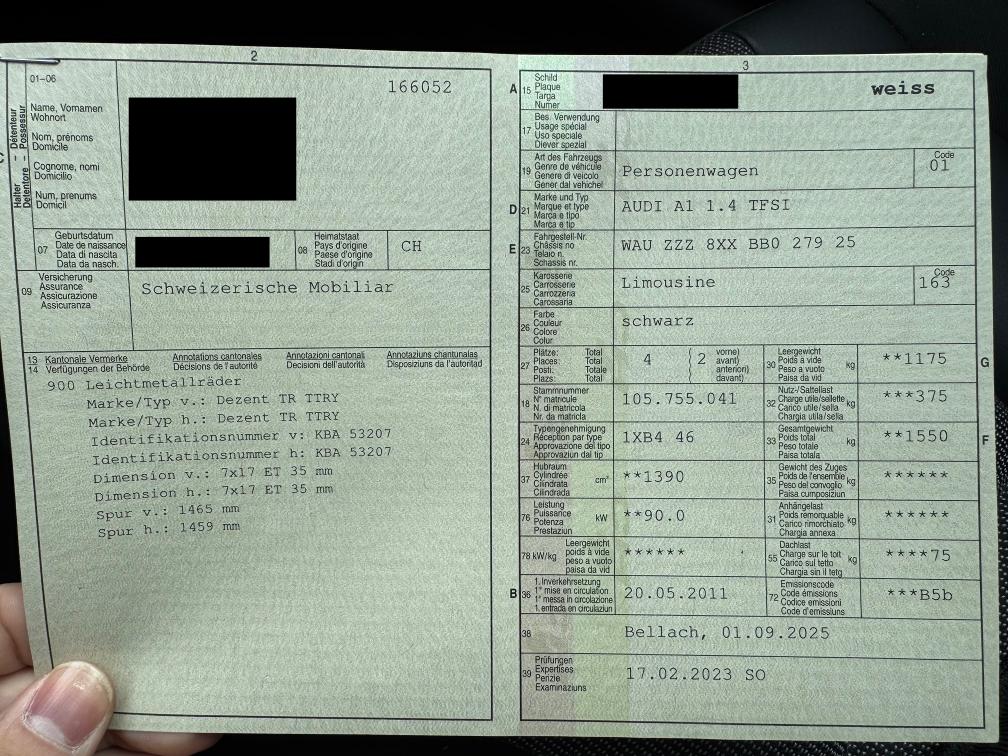 2
01-06
166052
Halter – Détenteur
Detentore – Possessur
Name, Vornamen
Wohnort
Nom, prénoms
Domicile
Cognome, nomi
Domicilio
Num, prenums
Domicil
07
Geburtsdatum
Date de naissance
Data di nascita
Data da nasch.
08
Heimatstaat
Pays d'origine
Paese d'origine
Stadi d'origin
CH
09
Versicherung
Assurance
Assicurazione
Assicuranza
Schweizerische Mobiliar
13 Kantonale Vermerke Annotations cantonales Annotazioni cantonali Annotaziuns chantunalas
14 Verfügungen der Behörde Décisions de l'autorité Decisioni dell'autorità Disposiziuns da l'autoritad
900 Leichtmetallräder
Marke/Typ v.: Dezent TR TTRY
Marke/Typ h.: Dezent TR TTRY
Identifikationsnummer v: KBA 53207
Identifikationsnummer h: KBA 53207
Dimension v.: 7x17 ET 35 mm
Dimension h.: 7x17 ET 35 mm
Spur v.: 1465 mm
Spur h.: 1459 mm
3
A 15
Schild
Plaque
Targa
Numer
weiss
17
Bes. Verwendung
Usage spécial
Uso speciale
Diever spezial
19
Art des Fahrzeugs
Genre de véhicule
Genere di veicolo
Gener dal vehichel
Personenwagen
Code
01
D 21
Marke und Typ
Marque et type
Marca e tipo
Marca e tip
AUDI A1 1.4 TFSI
E 23
Fahrgestell-Nr.
Châssis no
Telaio n.
Schassis nr.
WAU ZZZ 8XX BB0 279 25
25
Karosserie
Carrosserie
Carrozzeria
Carossaria
Limousine
Code
163
26
Farbe
Couleur
Colore
Colur
schwarz
27
Plätze: Total
Places: Total
Posti: Totale
Plazs: Total
4
( 2
vorne)
avant)
anteriori)
davant)
30
Leergewicht
Poids à vide
Peso a vuoto
Paisa da vid
kg
**1175
G
18
Stammnummer
N° matricule
N. di matricola
Nr. da matricla
105.755.041
32
Nutz-/Sattellast
Charge utile/sellette
Carico utile/sella
Chargia utila/sella
kg
***375
24
Typengenehmigung
Réception par type
Approvazione del tipo
Approvaziun dal tip
1XB4 46
33
Gesamtgewicht
Poids total
Peso totale
Paisa totala
kg
**1550
F
37
Hubraum
Cylindrée
Cilindrata
Cilindrada
cm³
**1390
35
Gewicht des Zuges
Poids de l'ensemble
Peso del convoglio
Paisa cumposiziun
kg
******
76
Leistung
Puissance
Potenza
Prestaziun
kW
**90.0
31
Anhängelast
Poids remorquable
Carico rimorchiato
Chargia annexa
kg
******
78 kW/kg
Leergewicht
poids à vide
peso a vuoto
paisa da vid
******
55
Dachlast
Charge sur le toit
Carico sul tetto
Chargia sin il tetg
kg
****75
B 36
1. Inverkehrsetzung
1re mise en circulation
1a messa in circolazione
1. entrada en circulaziun
20.05.2011
72
Emissionscode
Code émissions
Codice emissioni
Code d'emissiuns
***B5b
38
Bellach, 01.09.2025
39
Prüfungen
Expertises
Perizie
Examinaziuns
17.02.2023 SO